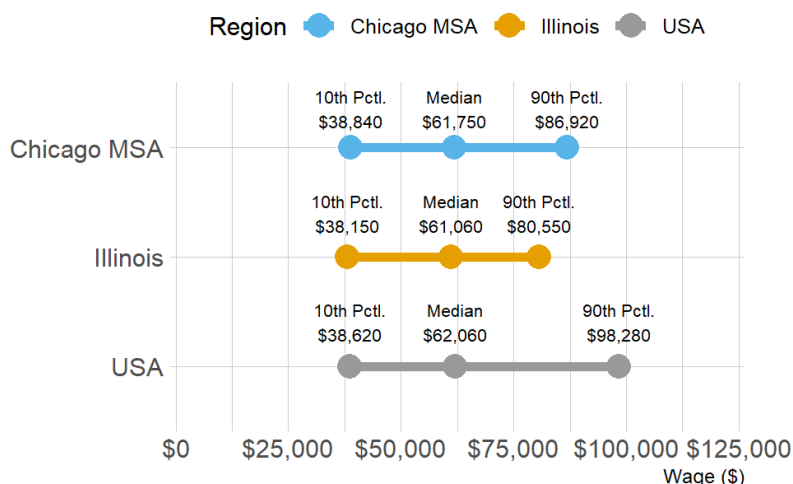 Region Chicago MSA Illinois USA
10th Pctl. Median 90th Pctl.
$38,840 $61,750 $86,920
Chicago MSA
10th Pctl. Median 90th Pctl.
$38,150 $61,060 $80,550
Illinois
10th Pctl. Median 90th Pctl.
$38,620 $62,060 $98,280
USA
$0 $25,000 $50,000 $75,000 $100,000 $125,000
Wage ($)